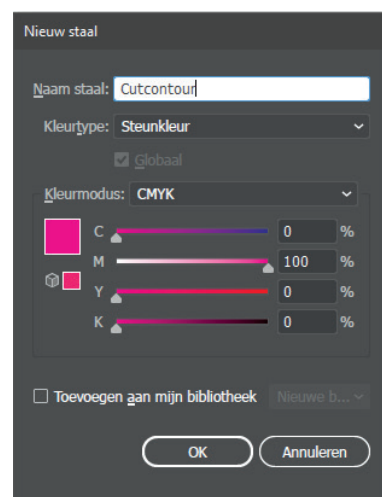 Nieuw staal
Naam staal: Cutcontour
Kleurtype: Steunkleur
Globaal
Kleurmodus: CMYK
C 0 %
M 100 %
Y 0 %
K 0 %
Toevoegen aan mijn bibliotheek Nieuwe b...
OK Annuleren